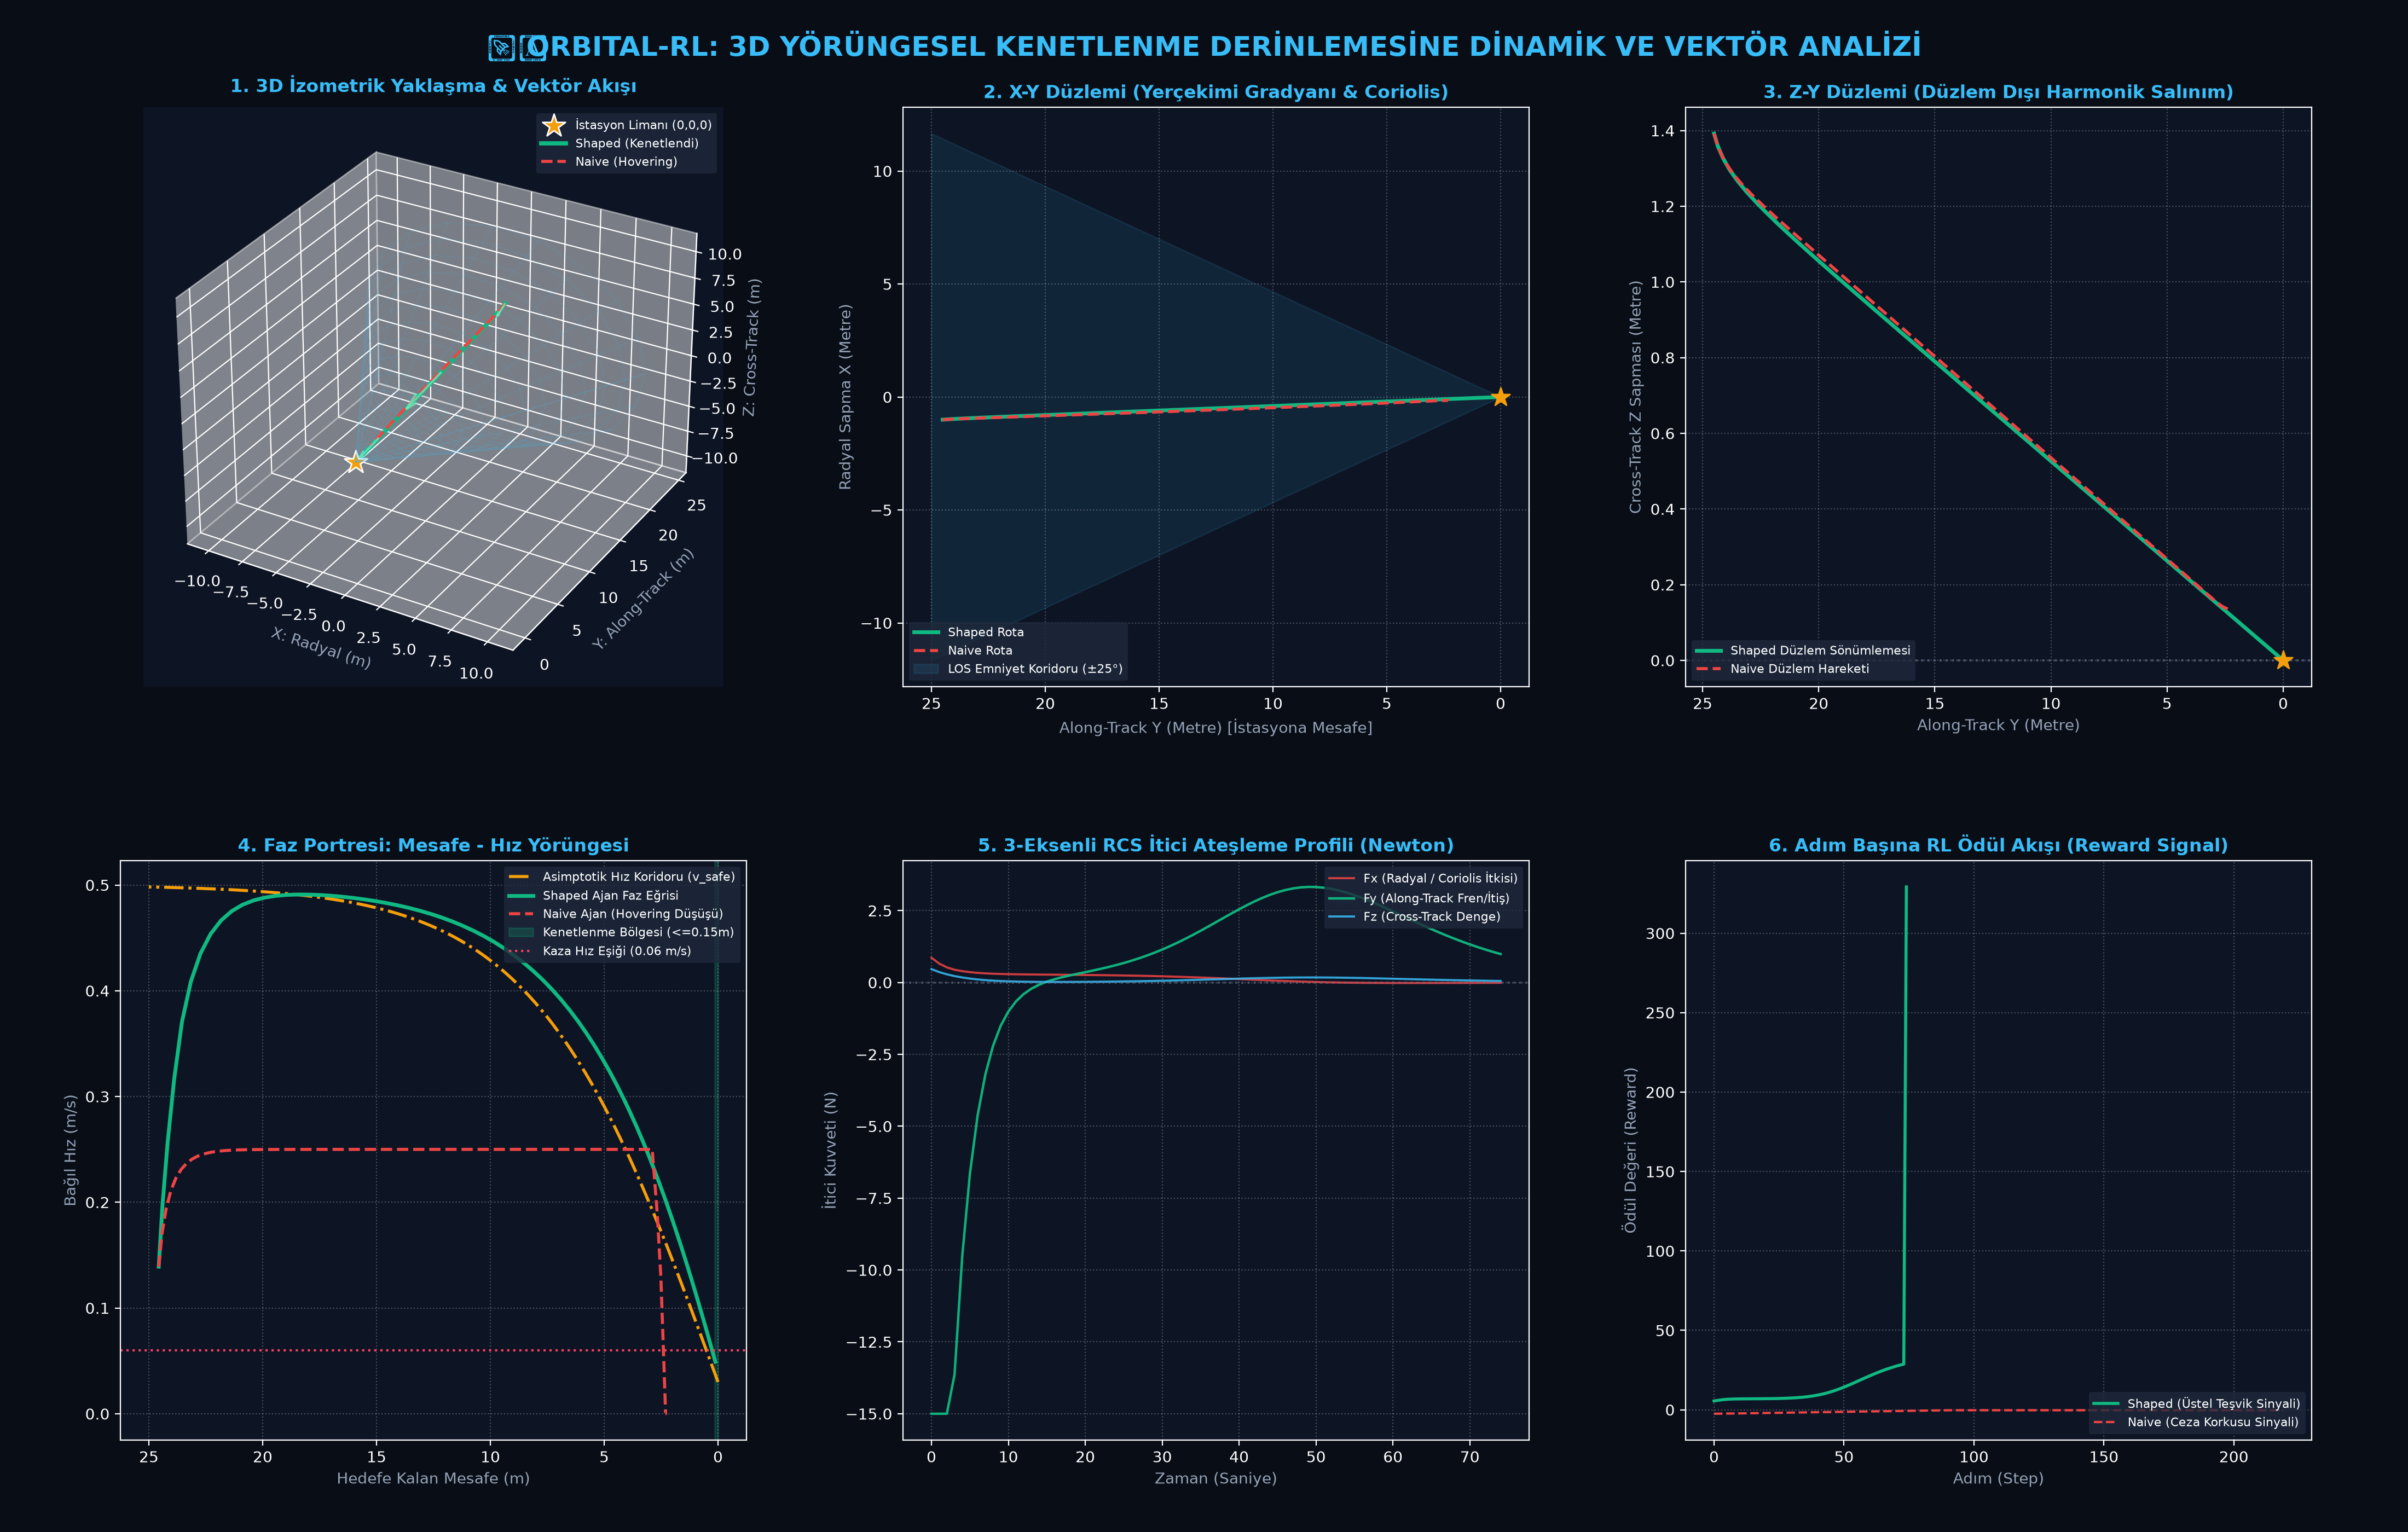 ORBITAL-RL: 3D YÖRÜNGESEL KENETLENME DERİNLEMESİNE DİNAMİK VE VEKTÖR ANALİZİ
1. 3D İzometrik Yaklaşma & Vektör Akışı
İstasyon Limanı (0,0,0)
Shaped (Kenetlendi)
Naive (Hovering)
10.0
7.5
5.0
2.5
0.0
−2.5
−5.0
−7.5
−10.0
Z: Cross-Track (m)
25
20
15
10
5
0
Y: Along-Track (m)
−10.0
−7.5
−5.0
−2.5
0.0
2.5
5.0
7.5
10.0
X: Radyal (m)
2. X-Y Düzlemi (Yerçekimi Gradyanı & Coriolis)
Radyal Sapma X (Metre)
10
5
0
−5
−10
Shaped Rota
Naive Rota
LOS Emniyet Koridoru (±25°)
25 20 15 10 5 0
Along-Track Y (Metre) [İstasyona Mesafe]
3. Z-Y Düzlemi (Düzlem Dışı Harmonik Salınım)
Cross-Track Z Sapması (Metre)
1.4
1.2
1.0
0.8
0.6
0.4
0.2
0.0
Shaped Düzlem Sönümlemesi
Naive Düzlem Hareketi
25 20 15 10 5 0
Along-Track Y (Metre)
4. Faz Portresi: Mesafe - Hız Yörüngesi
Bağıl Hız (m/s)
0.5
0.4
0.3
0.2
0.1
0.0
Asimptotik Hız Koridoru (v_safe)
Shaped Ajan Faz Eğrisi
Naive Ajan (Hovering Düşüşü)
Kenetlenme Bölgesi (<=0.15m)
Kaza Hız Eşiği (0.06 m/s)
25 20 15 10 5 0
Hedefe Kalan Mesafe (m)
5. 3-Eksenli RCS İtici Ateşleme Profili (Newton)
İtici Kuvveti (N)
2.5
0.0
−2.5
−5.0
−7.5
−10.0
−12.5
−15.0
Fx (Radyal / Coriolis İtkisi)
Fy (Along-Track Fren/İtiş)
Fz (Cross-Track Denge)
0 10 20 30 40 50 60 70
Zaman (Saniye)
6. Adım Başına RL Ödül Akışı (Reward Signal)
Ödül Değeri (Reward)
300
250
200
150
100
50
0
Shaped (Üstel Teşvik Sinyali)
Naive (Ceza Korkusu Sinyali)
0 50 100 150 200
Adım (Step)